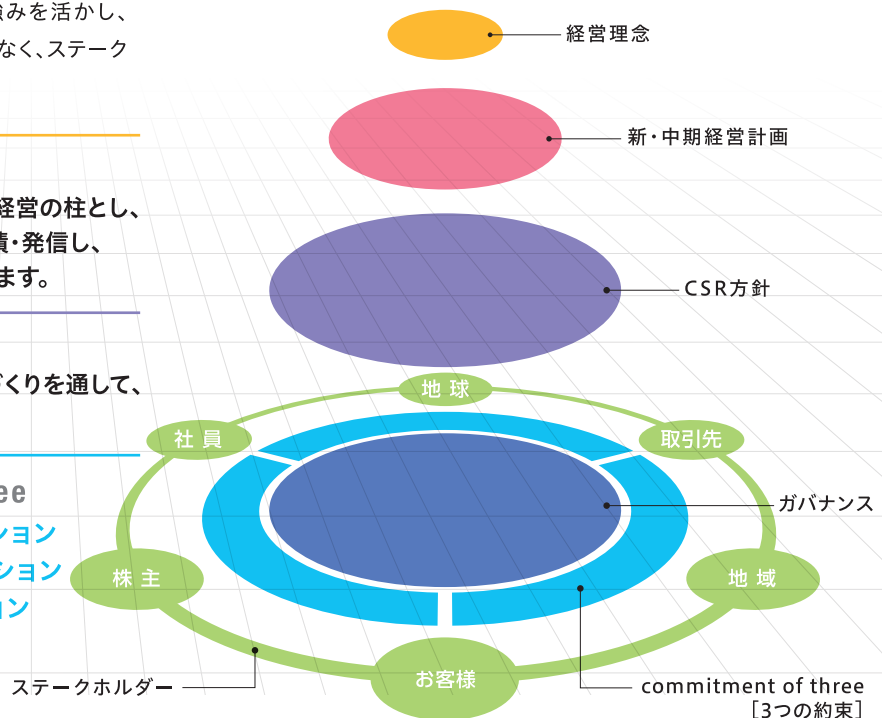 みを活かし、
なく、ステーク
経営の柱とし、
・発信し、
ます。
くりを通して、
ee
ション
ション
ョン
経営理念
新・中期経営計画
CSR方針
地球
社員
取引先
ガバナンス
株主
地域
お客様
ステークホルダー
commitment of three
［3つの約束］